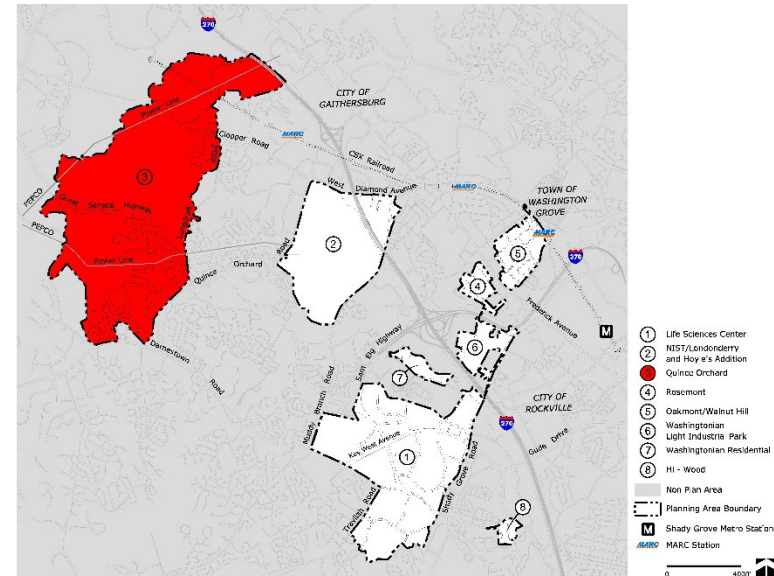 270
CITY OF
GAITHERSBURG
Power Line
Clopper Road
MARC
CSX Railroad
West Diamond Avenue
MARC
TOWN OF
WASHINGTON
GROVE
MARC
3
PEPCO
Great Seneca Highway
PEPCO
Longdraft Road
Power Line
Quince Orchard Road
2
5
270
4
Darnestown Road
Frederick Avenue
M
Sam Eig Highway
6
7
Muddy Branch Road
CITY OF
ROCKVILLE
270
Key West Avenue
Gude Drive
1
Shady Grove Road
Travilah Road
8
1 Life Sciences Center
2 NIST/Londonderry
and Hoyle's Addition
3 Quince Orchard
4 Rosemont
5 Oakmont/Walnut Hill
6 Washingtonian
Light Industrial Park
7 Washingtonian Residential
8 Hi - Wood
Non Plan Area
Planning Area Boundary
M Shady Grove Metro Station
MARC MARC Station
0 4000'